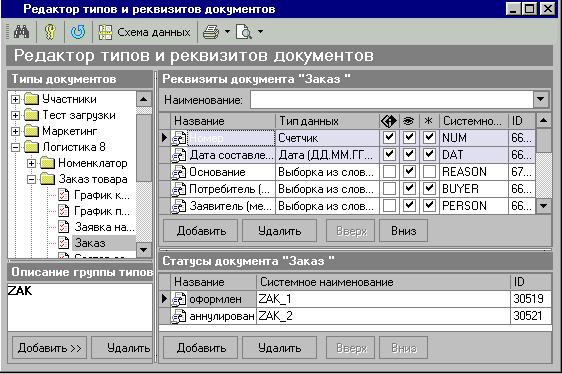 Редактор типов и реквизитов документов
Схема данных
Редактор типов и реквизитов документов
Типы документов
Участники
Тест загрузки
Маркетинг
Логистика 8
Номенклатор
Заказ товара
График к...
График п...
Заявка на...
Заказ
Описание группы типов
ZAK
Добавить >> Удалить
Реквизиты документа "Заказ "
Наименование:
Название Тип данных Системно... ID
Номер Счетчик NUM 66...
Дата составле... Дата (ДД.ММ.ГГ... DAT 66...
Основание Выборка из слов... REASON 67...
Потребитель (... Выборка из слов... BUYER 66...
Заявитель (ме... Выборка из слов... PERSON 66...
Добавить Удалить Вверх Вниз
Статусы документа "Заказ "
Название Системное наименование ID
оформлен ZAK_1 30519
аннулирован ZAK_2 30521
Добавить Удалить Вверх Вниз